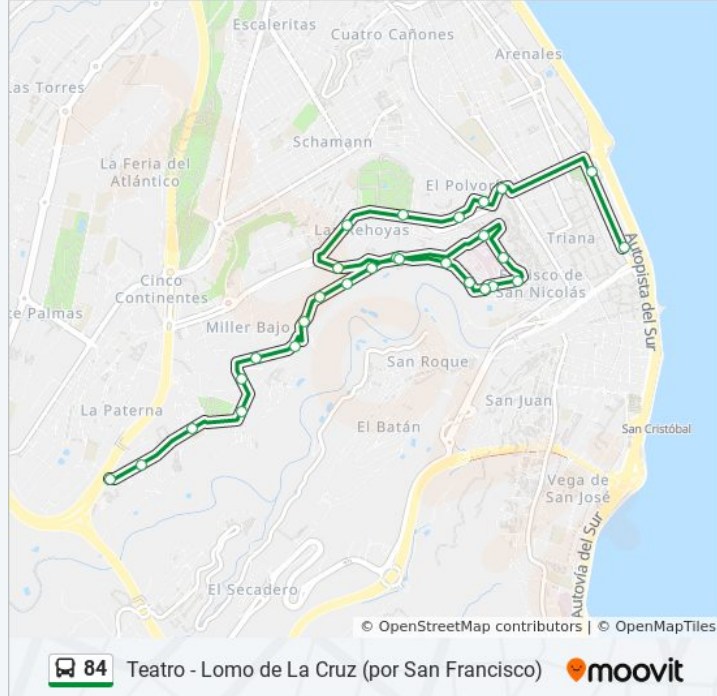 Escaleritas
Cuatro Cañones
Arenales
Las Torres
Schamann
La Feria del
Atlántico
El Polvorín
Las Rehoyas
Triana
Autopista del Sur
Cinco
Continentes
Risco de
San Nicolás
te Palmas
Miller Bajo
San Roque
La Paterna
San Juan
El Batán
San Cristóbal
Vega de
San José
Autovía del Sur
El Secadero
© OpenStreetMap contributors | © OpenMapTiles
84 Teatro - Lomo de La Cruz (por San Francisco) moovit